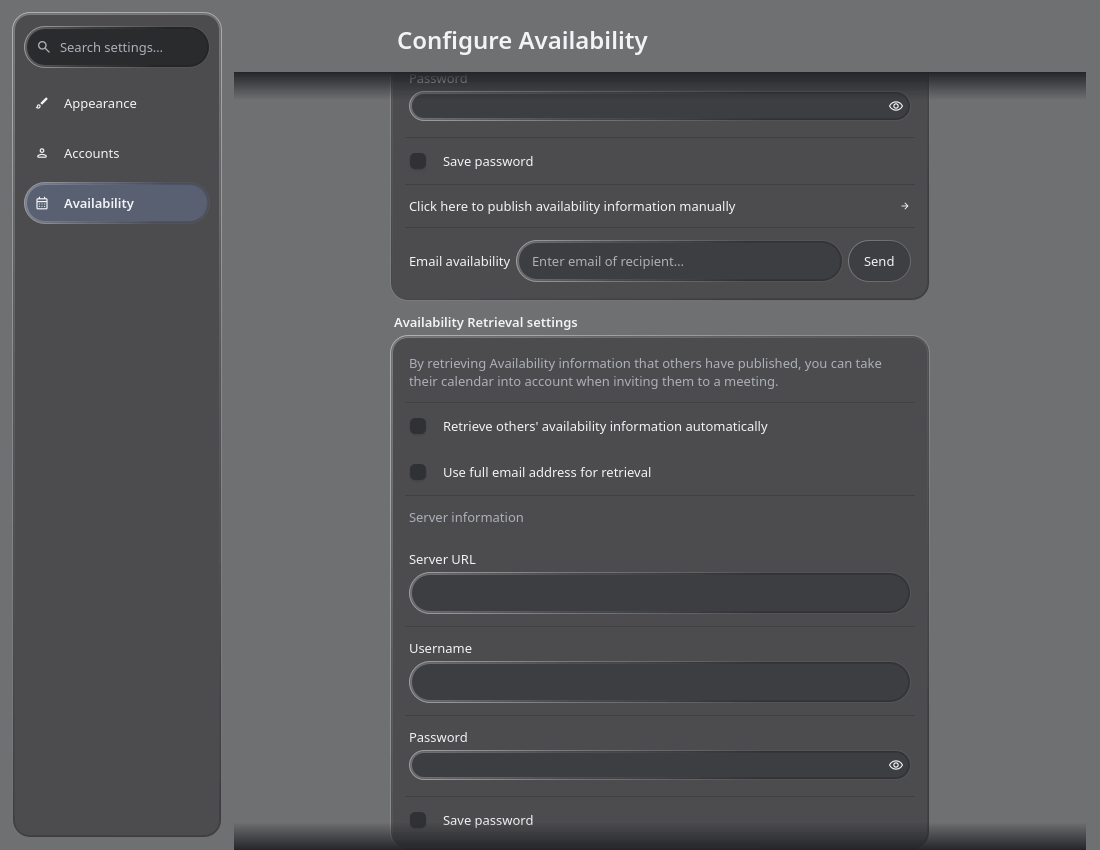 Search settings...
Appearance
Accounts
Availability
Configure Availability
Password
Save password
Click here to publish availability information manually
Email availability
Enter email of recipient...
Send
Availability Retrieval settings
By retrieving Availability information that others have published, you can take
their calendar into account when inviting them to a meeting.
Retrieve others' availability information automatically
Use full email address for retrieval
Server information
Server URL
Username
Password
Save password